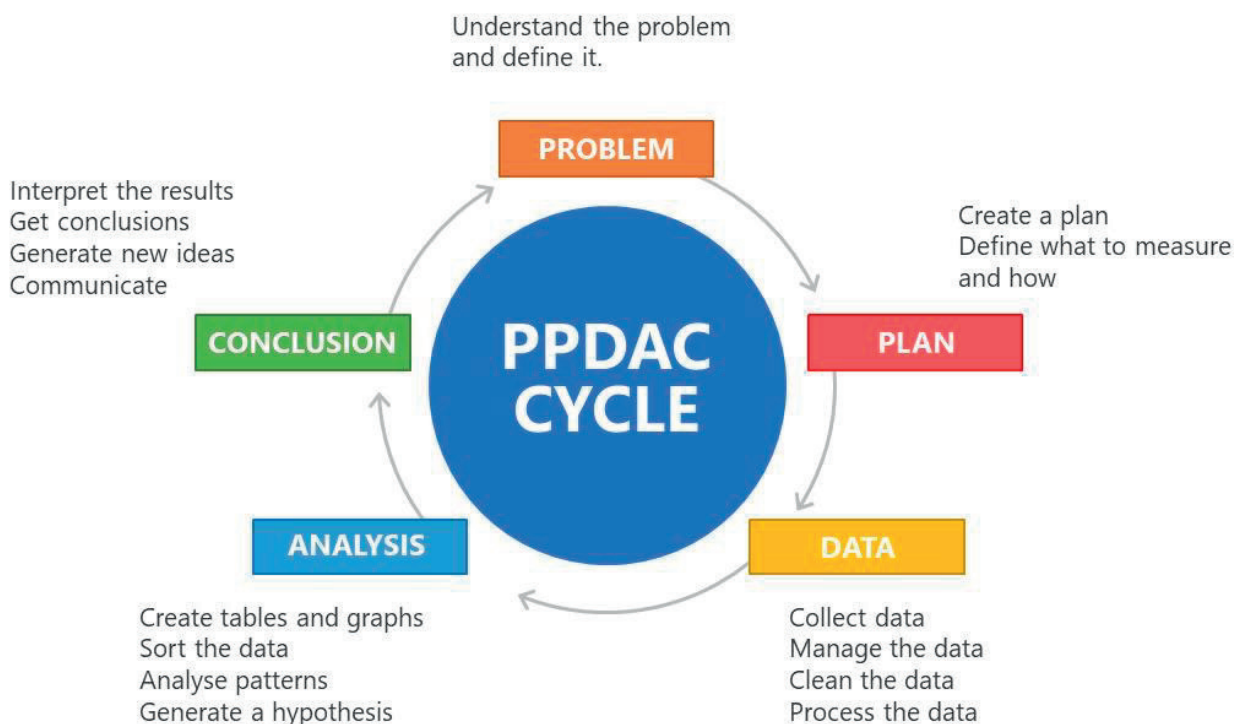 Understand the problem
and define it.
PROBLEM
Create a plan
Define what to measure
and how
PLAN
DATA
Collect data
Manage the data
Clean the data
Process the data
ANALYSIS
Create tables and graphs
Sort the data
Analyse patterns
Generate a hypothesis
Interpret the results
Get conclusions
Generate new ideas
Communicate
CONCLUSION
PPDAC
CYCLE